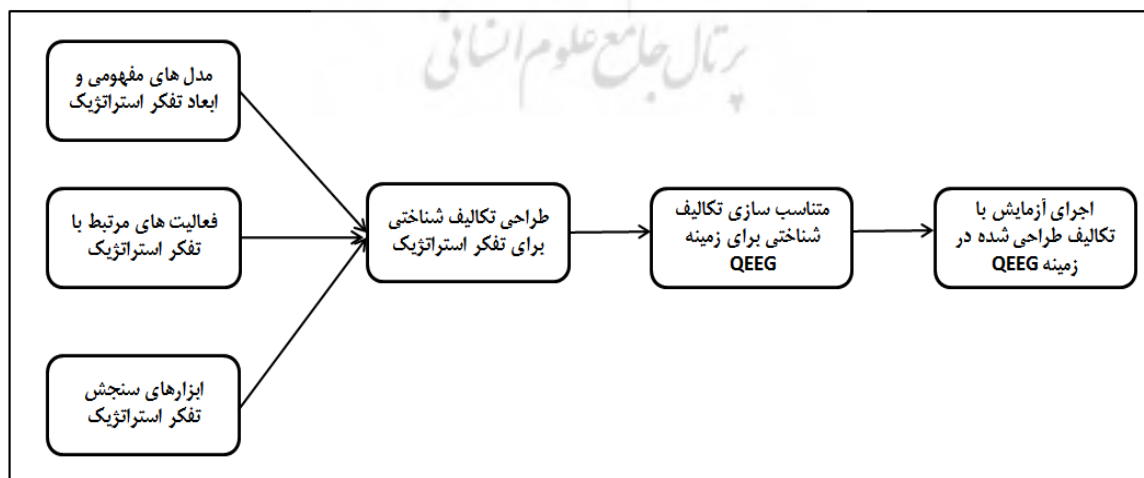 پرتال جامع علوم انسانی
مدل های مفهومی و
ابعاد تفکر استراتژیک
فعالیت های مرتبط با
تفکر استراتژیک
ابزارهای سنجش
تفکر استراتژیک
طراحی تکالیف شناختی
برای تفکر استراتژیک
متناسب سازی تکالیف
شناختی برای زمینه
QEEG
اجرای آزمایش با
تکالیف طراحی شده در
زمینه QEEG